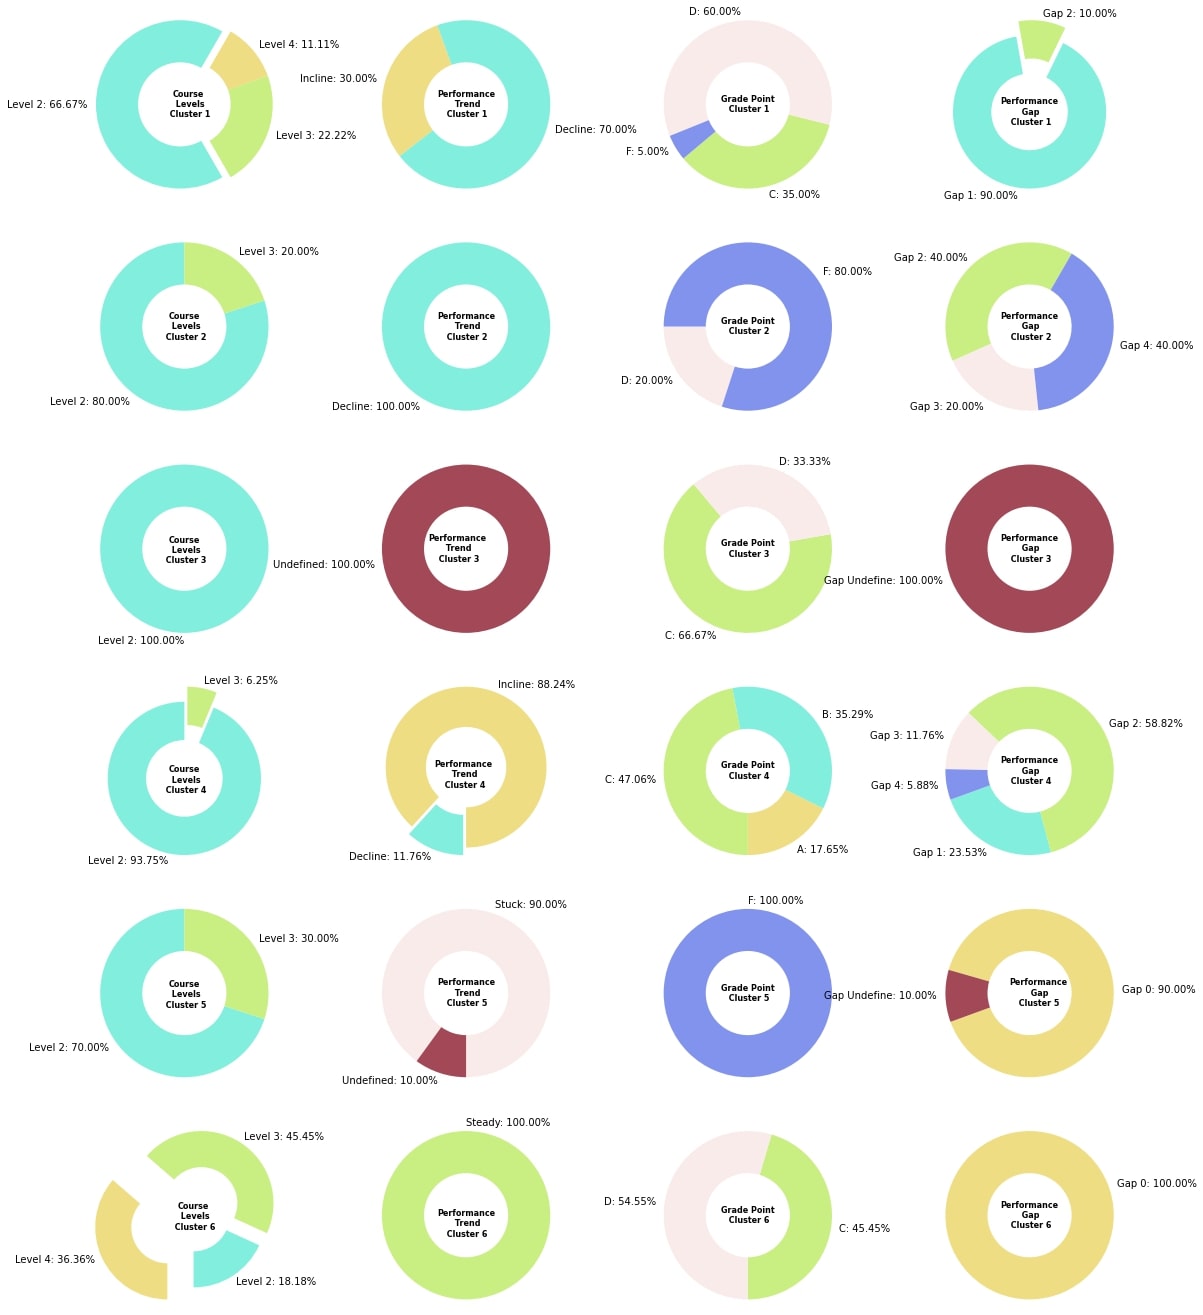 Level 2: 66.67%
Level 4: 11.11%
Level 3: 22.22%
Course
Levels
Cluster 1
Incline: 30.00%
Decline: 70.00%
Performance
Trend
Cluster 1
D: 60.00%
F: 5.00%
C: 35.00%
Grade Point
Cluster 1
Gap 2: 10.00%
Gap 1: 90.00%
Performance
Gap
Cluster 1
Level 3: 20.00%
Level 2: 80.00%
Course
Levels
Cluster 2
Decline: 100.00%
Performance
Trend
Cluster 2
F: 80.00%
D: 20.00%
Grade Point
Cluster 2
Gap 2: 40.00%
Gap 4: 40.00%
Gap 3: 20.00%
Performance
Gap
Cluster 2
Level 2: 100.00%
Course
Levels
Cluster 3
Undefined: 100.00%
Performance
Trend
Cluster 3
D: 33.33%
C: 66.67%
Grade Point
Cluster 3
Gap Undefine: 100.00%
Performance
Gap
Cluster 3
Level 3: 6.25%
Level 2: 93.75%
Course
Levels
Cluster 4
Incline: 88.24%
Decline: 11.76%
Performance
Trend
Cluster 4
B: 35.29%
C: 47.06%
A: 17.65%
Grade Point
Cluster 4
Gap 2: 58.82%
Gap 3: 11.76%
Gap 4: 5.88%
Gap 1: 23.53%
Performance
Gap
Cluster 4
Level 3: 30.00%
Level 2: 70.00%
Course
Levels
Cluster 5
Stuck: 90.00%
Undefined: 10.00%
Performance
Trend
Cluster 5
F: 100.00%
Grade Point
Cluster 5
Gap Undefine: 10.00%
Gap 0: 90.00%
Performance
Gap
Cluster 5
Level 3: 45.45%
Level 4: 36.36%
Level 2: 18.18%
Course
Levels
Cluster 6
Steady: 100.00%
Performance
Trend
Cluster 6
D: 54.55%
C: 45.45%
Grade Point
Cluster 6
Gap 0: 100.00%
Performance
Gap
Cluster 6